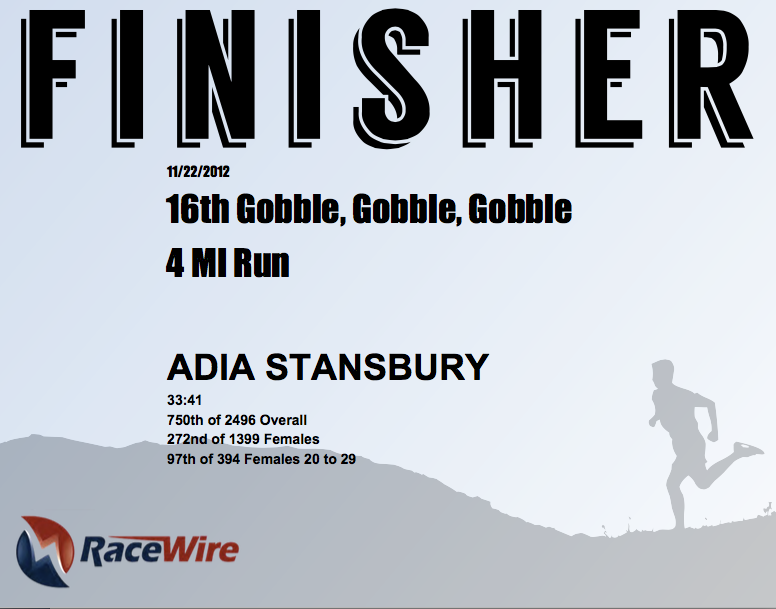 FINISHER
11/22/2012
16th Gobble, Gobble, Gobble
4 MI Run
ADIA STANSBURY
33:41
750th of 2496 Overall
272nd of 1399 Females
97th of 394 Females 20 to 29
RaceWire